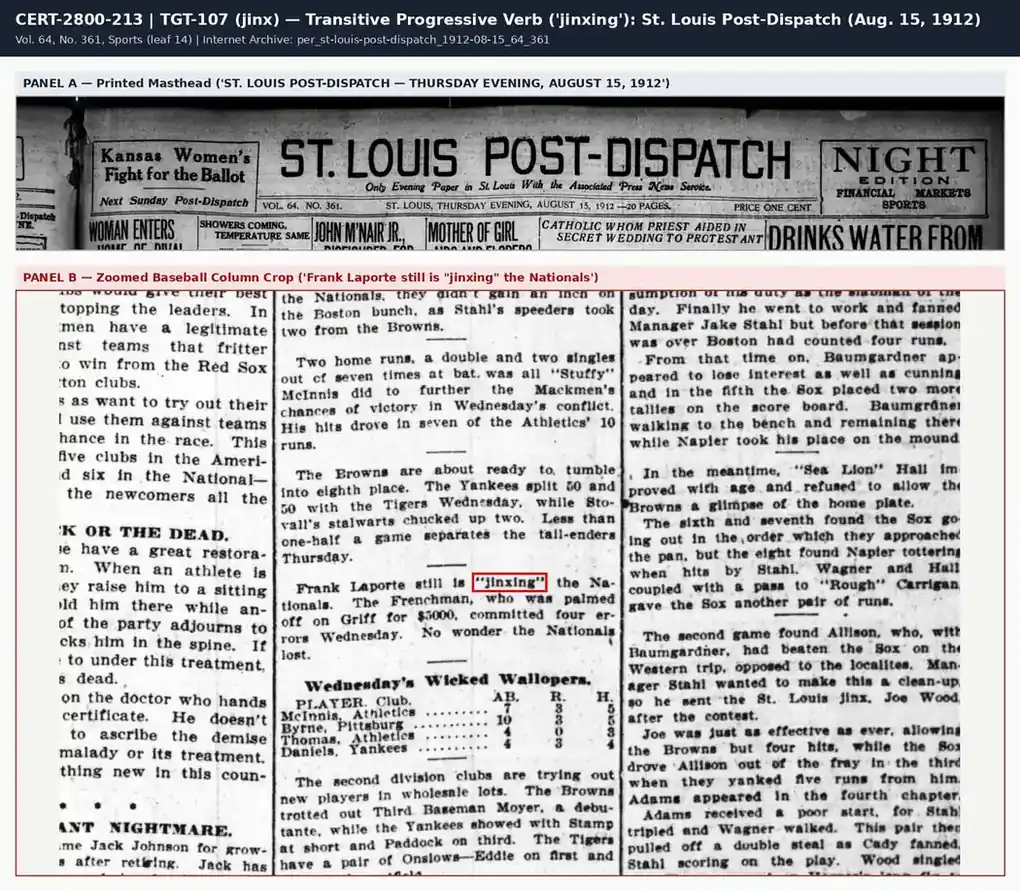 CERT-2800-213 | TGT-107 (jinx) — Transitive Progressive Verb ('jinxing'): St. Louis Post-Dispatch (Aug. 15, 1912)
Vol. 64, No. 361, Sports (leaf 14) | Internet Archive: per_st-louis-post-dispatch_1912-08-15_64_361
PANEL A — Printed Masthead ('ST. LOUIS POST-DISPATCH — THURSDAY EVENING, AUGUST 15, 1912')
Kansas Women's
Fight for the Ballot
Next Sunday Post-Dispatch
ST. LOUIS POST-DISPATCH
Only Evening Paper in St. Louis With the Associated Press News Service.
VOL. 64. NO. 361. ST. LOUIS, THURSDAY EVENING, AUGUST 15, 1912—20 PAGES. PRICE ONE CENT
NIGHT
EDITION
FINANCIAL MARKETS
SPORTS
Dispatch
NE.
WOMAN ENTERS
SHOWERS COMING,
TEMPERATURE SAME
JOHN M'NAIR JR.,
MOTHER OF GIRL
CATHOLIC WHOM PRIEST AIDED IN
SECRET WEDDING TO PROTESTANT
DRINKS WATER FROM
PANEL B — Zoomed Baseball Column Crop ('Frank Laporte still is "jinxing" the Nationals')
would give their best
topping the leaders. In
men have a legitimate
nst teams that fritter
o win from the Red Sox
ton clubs.
s as want to try out their
l use them against teams
hance in the race. This
five clubs in the Ameri-
d six in the National—
the newcomers all the
K OR THE DEAD.
se have a great restora-
n. When an athlete is
ey raise him to a sitting
old him there while an-
of the party adjourns to
cks him in the spine. If
to under this treatment,
s dead.
on the doctor who hands
certificate. He doesn't
to ascribe the demise
malady or its treatment.
thing new in this coun-
* * *
ANT NIGHTMARE.
me Jack Johnson for grow-
s after retiring. Jack has
the Nationals, they didn't gain an inch on
the Boston bunch, as Stahl's speeders took
two from the Browns.
Two home runs, a double and two singles
out of seven times at bat, was all "Stuffy"
McInnis did to further the Mackmen's
chances of victory in Wednesday's conflict.
His hits drove in seven of the Athletics' 10
runs.
The Browns are about ready to tumble
into eighth place. The Yankees split 50 and
50 with the Tigers Wednesday, while Sto-
vall's stalwarts chucked up two. Less than
one-half a game separates the tail-enders
Thursday.
Frank Laporte still is "jinxing" the Na-
tionals. The Frenchman, who was palmed
off on Griff for $5000, committed four er-
rors Wednesday. No wonder the Nationals
lost.
Wednesday's Wicked Wallopers.
PLAYER. Club. AB. R. H.
McInnis, Athletics ......... 7 3 5
Byrne, Pittsburg ......... 10 3 5
Thomas, Athletics ......... 4 0 3
Daniels, Yankees ......... 4 3 4
The second division clubs are trying out
new players in wholesale lots. The Browns
trotted out Third Baseman Moyer, a debu-
tante, while the Yankees showed with Stamp
at short and Paddock on third. The Tigers
have a pair of Onslows—Eddie on first and
sumption of his duty as the slabman of the
day. Finally he went to work and fanned
Manager Jake Stahl but before that session
was over Boston had counted four runs.
From that time on, Baumgardner ap-
peared to lose interest as well as cunning
and in the fifth the Sox placed two more
tallies on the score board. Baumgrdner
walking to the bench and remaining there
while Napier took his place on the mound
In the meantime, "Sea Lion" Hall im
proved with age and refused to allow the
Browns a glimpse of the home plate.
The sixth and seventh found the Sox go-
ing out in the order which they approached
the pan, but the eight found Napier tottering
when hits by Stahl, Wagner and Hall
coupled with a pass to "Rough" Carrigan
gave the Sox another pair of runs.
The second game found Allison, who, with
Baumgardner, had beaten the Sox on the
Western trip, opposed to the localites. Man-
ager Stahl wanted to make this a clean-up,
so he sent the St. Louis jinx, Joe Wood,
after the contest.
Joe was just as effective as ever, allowing
the Browns but four hits, while the Sox
drove Allison out of the fray in the third
when they yanked five runs from him.
Adams appeared in the fourth chapter.
Adams received a poor start, for Stahl
tripled and Wagner walked. This pair then
pulled off a double steal as Cady fanned,
Stahl scoring on the play. Wood singled